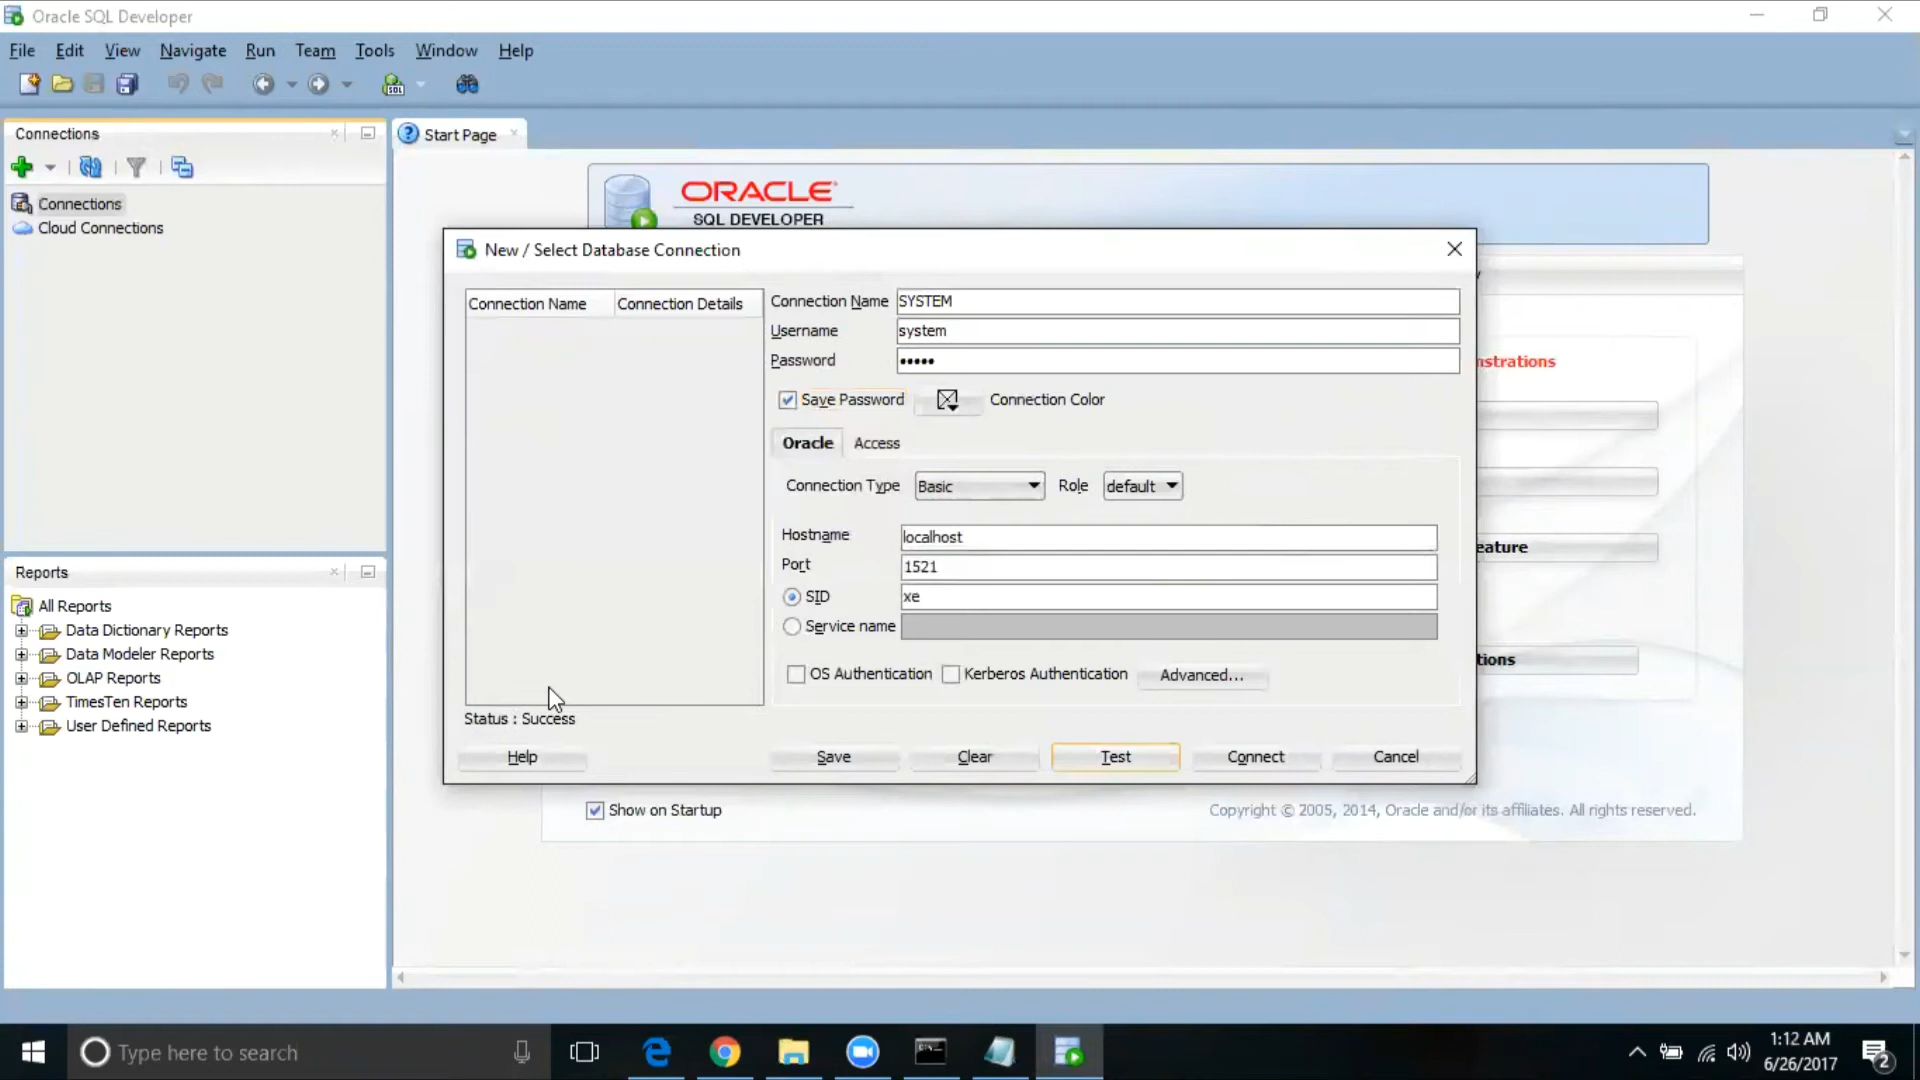 Oracle SQL Developer
File Edit View Navigate Run Team Tools Window Help
Connections
Start Page
Connections
Cloud Connections
ORACLE
SQL DEVELOPER
New / Select Database Connection
Connection Name Connection Details
Connection Name SYSTEM
Username system
Password •••••
Save Password Connection Color
Oracle Access
Connection Type Basic Role default
Hostname localhost
Port 1521
SID xe
Service name
OS Authentication Kerberos Authentication Advanced...
Status : Success
Help Save Clear Test Connect Cancel
nstrations
eature
tions
Reports
All Reports
Data Dictionary Reports
Data Modeler Reports
OLAP Reports
TimesTen Reports
User Defined Reports
Show on Startup
Copyright © 2005, 2014, Oracle and/or its affiliates. All rights reserved.
Type here to search
1:12 AM
6/26/2017
2